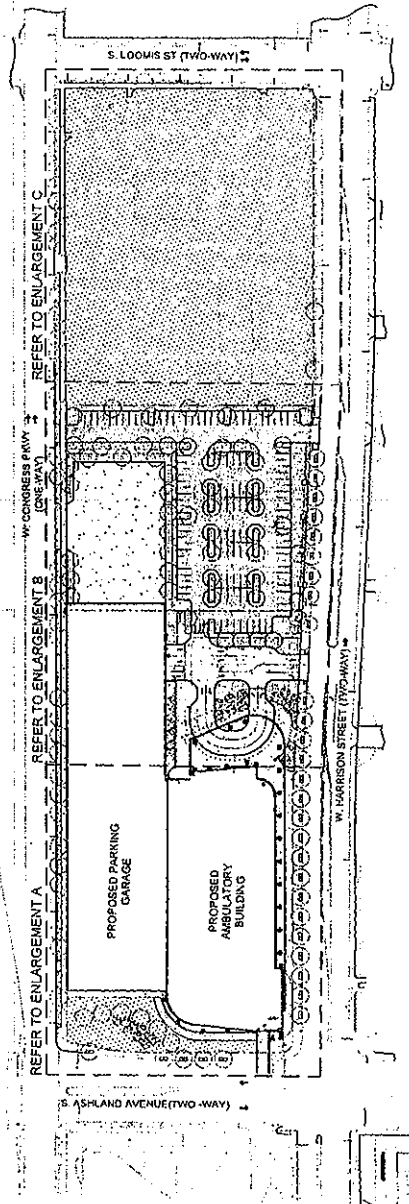 S. LOOMIS ST (TWO-WAY)
REFER TO ENLARGEMENT C
W. CONGRESS PKWY
(ONE-WAY)
REFER TO ENLARGEMENT B
REFER TO ENLARGEMENT A
PROPOSED PARKING
GARAGE
PROPOSED
AMBULATORY
BUILDING
W. HARRISON STREET (TWO-WAY)
S. ASHLAND AVENUE (TWO-WAY)